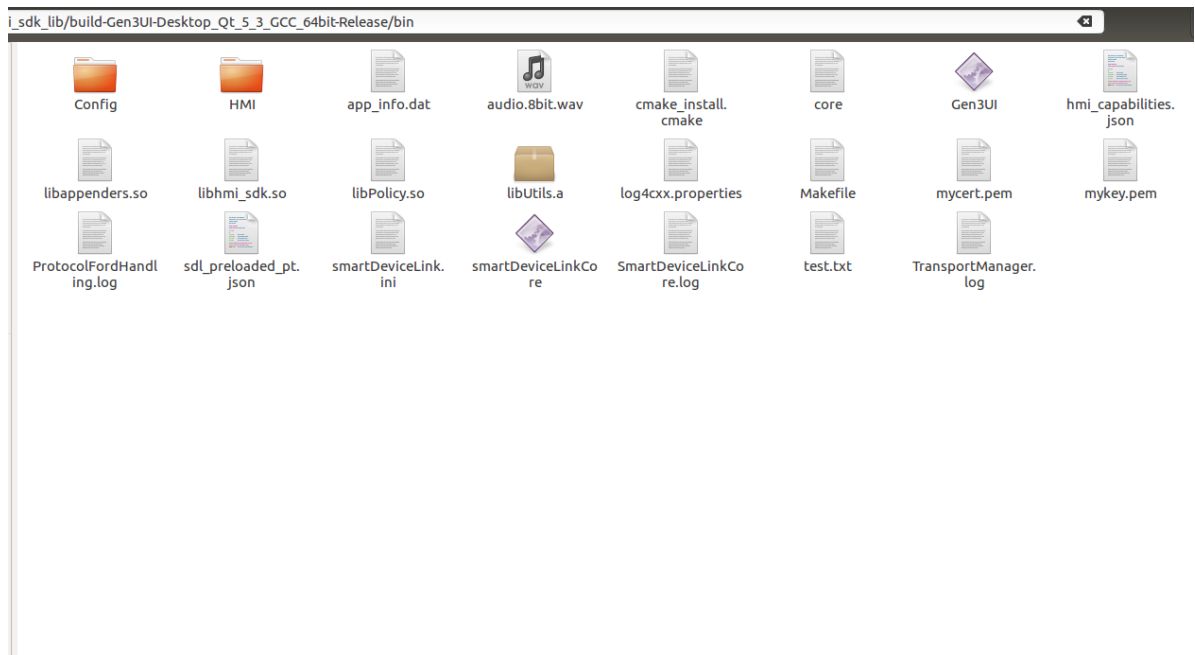 i_sdk_lib/build-Gen3UI-Desktop_Qt_5_3_GCC_64bit-Release/bin
Config
HMI
app_info.dat
wav
audio.8bit.wav
cmake_install.
cmake
core
Gen3UI
hmi_capabilities.
json
libappenders.so
libhmi_sdk.so
libPolicy.so
libUtils.a
log4cxx.properties
Makefile
mycert.pem
mykey.pem
ProtocolFordHandl
ing.log
sdl_preloaded_pt.
json
smartDeviceLink.
ini
smartDeviceLinkCo
re
SmartDeviceLinkCo
re.log
test.txt
TransportManager.
log